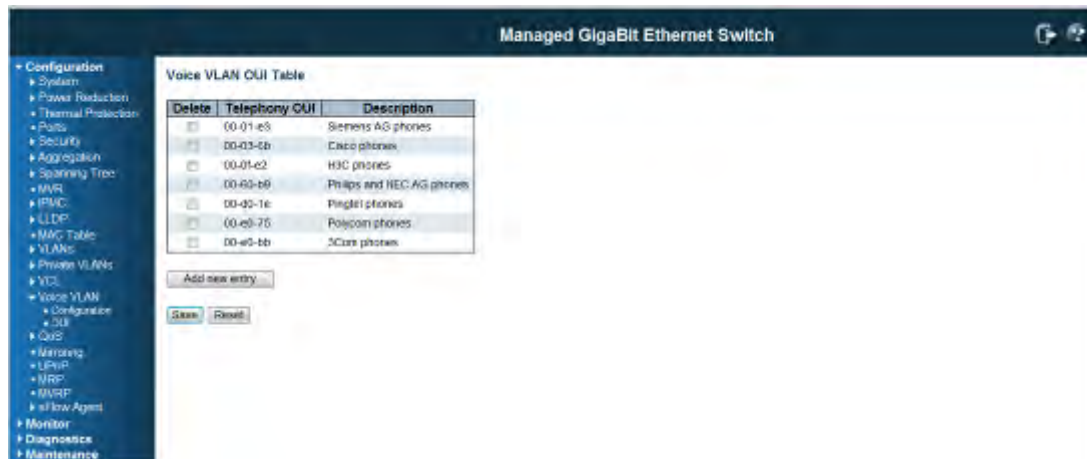 Managed GigaBit Ethernet Switch
Configuration
System
Power Reduction
Thermal Protection
Ports
Security
Aggregation
Spanning Tree
MVR
IPMC
LLDP
MAC Table
VLANs
Private VLANs
VCL
Voice VLAN
Configuration
OUI
QoS
Mirroring
UPnP
MRP
MVRP
sFlow Agent
Monitor
Diagnostics
Maintenance
Voice VLAN OUI Table
Delete Telephony OUI Description
00-01-e3 Siemens AG phones
00-03-6b Cisco phones
00-0f-e2 H3C phones
00-60-b9 Philips and NEC AG phones
00-d0-1e Pingtel phones
00-e0-75 Polycom phones
00-e0-bb 3Com phones
Add new entry
Save Reset